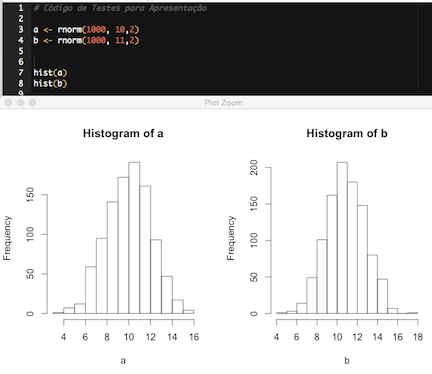 1 # Código de Testes para Apresentação
2
3 a <- rnorm(1000, 10,2)
4 b <- rnorm(1000, 11,2)
5
6
7 hist(a)
8 hist(b)
9
Plot Zoom
Histogram of a
Frequency
0 50 100 150
4 6 8 10 12 14 16
a
Histogram of b
Frequency
0 50 100 150 200
4 6 8 10 12 14 16 18
b